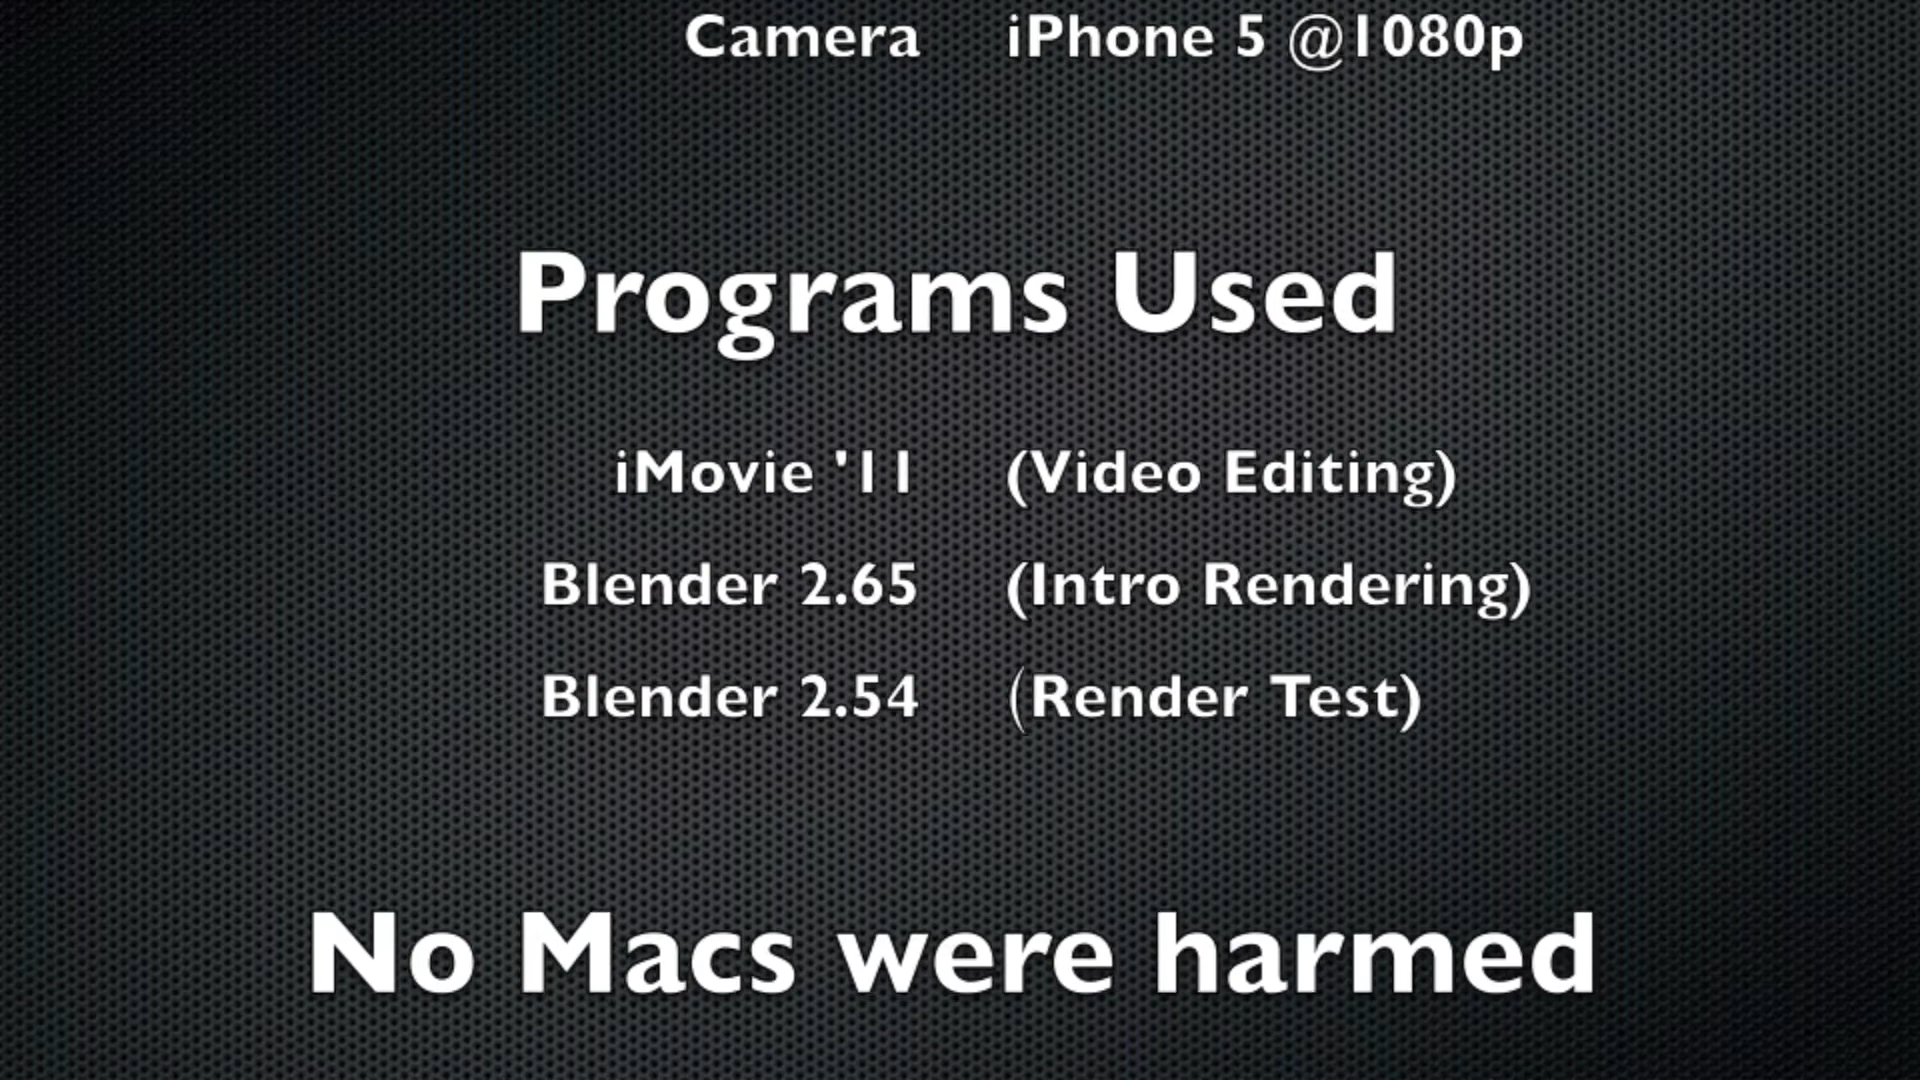 Camera iPhone 5 @1080p
Programs Used
iMovie '11 (Video Editing)
Blender 2.65 (Intro Rendering)
Blender 2.54 (Render Test)
No Macs were harmed